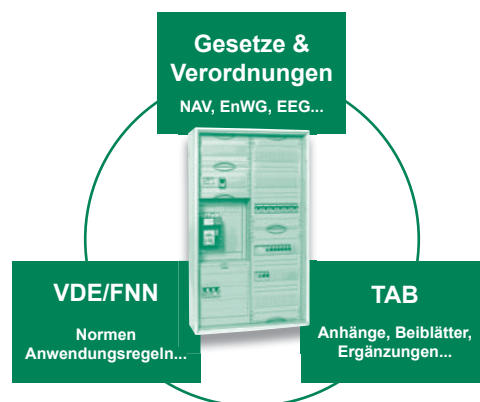 Gesetze &
Verordnungen
NAV, EnWG, EEG...
VDE/FNN
Normen
Anwendungsregeln...
TAB
Anhänge, Beiblätter,
Ergänzungen...